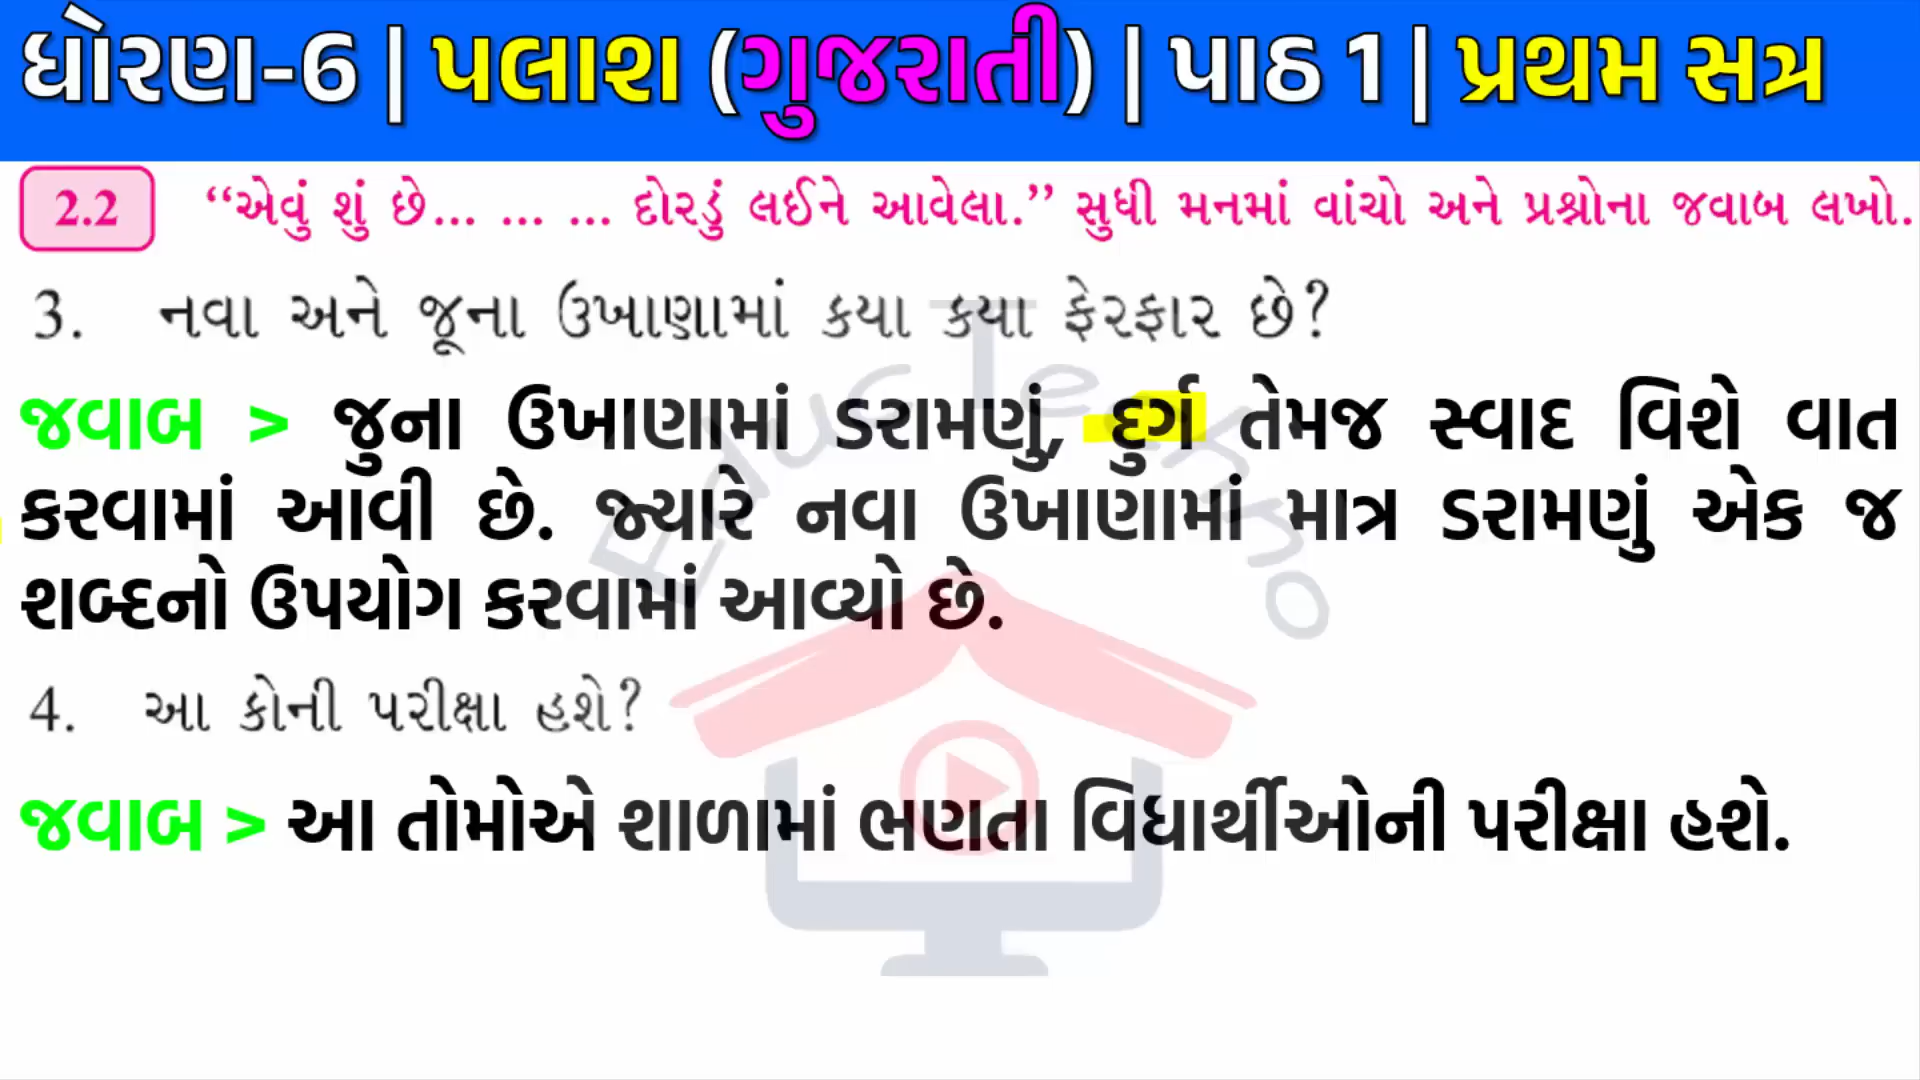 ધોરણ-6 | પલાશ (ગુજરાતી) | પાઠ 1 | પ્રથમ સત્ર
2.2 “એવું શું છે... ... ... દોરડું લઈને આવેલા.” સુધી મનમાં વાંચો અને પ્રશ્નોના જવાબ લખો.
3. નવા અને જૂના ઉખાણામાં કયા કયા ફેરફાર છે?
જવાબ > જુના ઉખાણામાં ડરામણું, દુર્ગ તેમજ સ્વાદ વિશે વાત
કરવામાં આવી છે. જ્યારે નવા ઉખાણામાં માત્ર ડરામણું એક જ
શબ્દનો ઉપયોગ કરવામાં આવ્યો છે.
4. આ કોની પરીક્ષા હશે?
જવાબ > આ તોમોએ શાળામાં ભણતા વિધાર્થીઓની પરીક્ષા હશે.
EducTechno